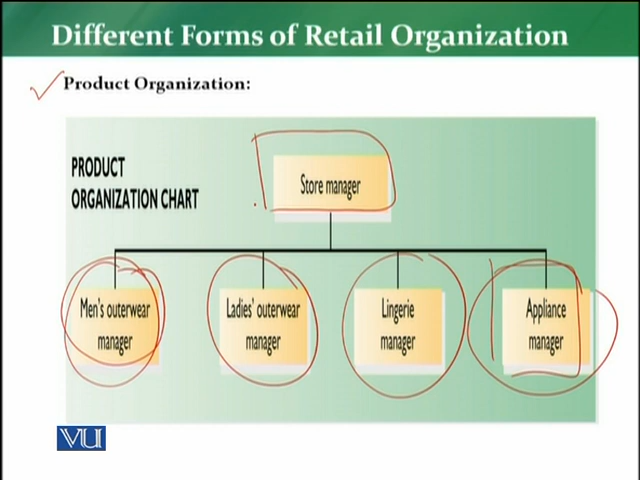 Different Forms of Retail Organization
Product Organization:
PRODUCT
ORGANIZATION CHART
Store manager
Men's outerwear
manager
Ladies' outerwear
manager
Lingerie
manager
Appliance
manager
VU